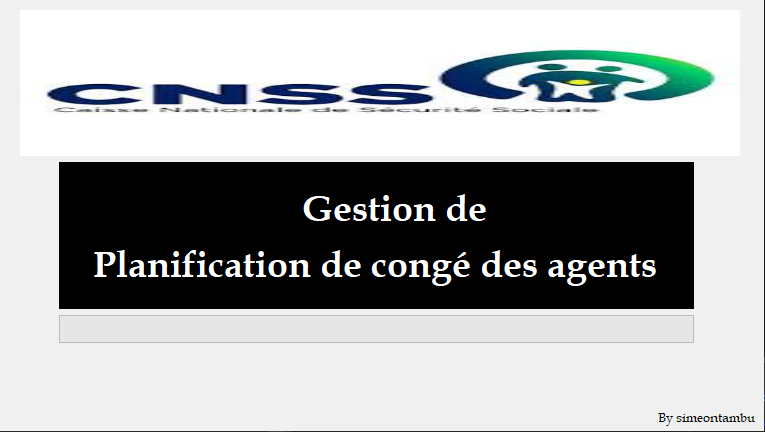 CNSS
Caisse Nationale de Sécurité Sociale
Gestion de
Planification de congé des agents
By simeontambu